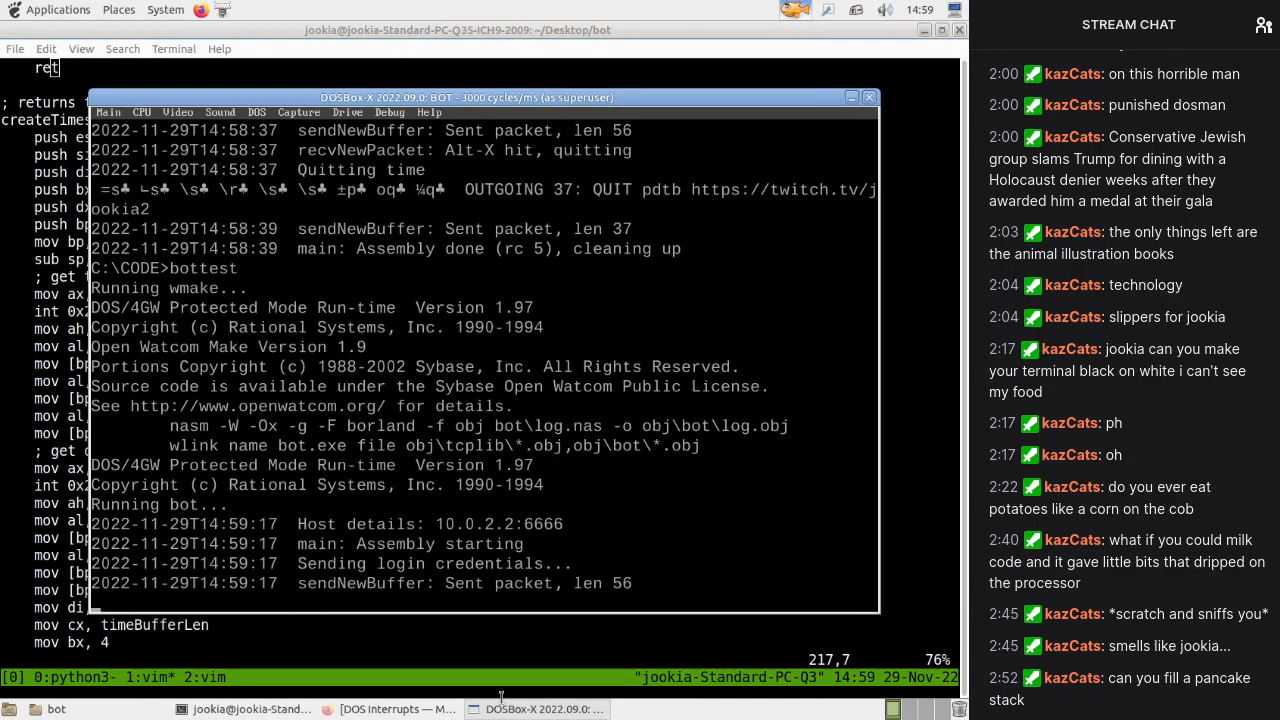 Applications Places System 14:59
jookia@jookia-Standard-PC-Q35-ICH9-2009: ~/Desktop/bot
File Edit View Search Terminal Help
ret
; returns
createTimes
push es
push si
push di
push bx
push dx
push bp
mov bp,
sub sp,
; get
mov ax,
int 0x2
mov ah,
mov al,
mov [bp
mov al,
mov [bp
mov al,
mov [bp
; get
mov ax,
int 0x2
mov ah,
mov al,
mov [bp
mov al,
mov [bp
mov [bp
mov di,
mov cx, timeBufferLen
mov bx, 4
217,7 76%
[0] 0:python3- 1:vim* 2:vim "jookia-Standard-PC-Q3" 14:59 29-Nov-22
DOSBox-X 2022.09.0: BOT - 3000 cycles/ms (as superuser)
Main CPU Video Sound DOS Capture Drive Debug Help
2022-11-29T14:58:37 sendNewBuffer: Sent packet, len 56
2022-11-29T14:58:37 recvNewPacket: Alt-X hit, quitting
2022-11-29T14:58:37 Quitting time
=s♣ ⌙s♣ \s♣ \r♣ \s♣ \s♣ ±p♣ oq♣ ¼q♣ OUTGOING 37: QUIT pdtb https://twitch.tv/j
ookia2
2022-11-29T14:58:39 sendNewBuffer: Sent packet, len 37
2022-11-29T14:58:39 main: Assembly done (rc 5), cleaning up
C:\CODE>bottest
Running wmake...
DOS/4GW Protected Mode Run-time Version 1.97
Copyright (c) Rational Systems, Inc. 1990-1994
Open Watcom Make Version 1.9
Portions Copyright (c) 1988-2002 Sybase, Inc. All Rights Reserved.
Source code is available under the Sybase Open Watcom Public License.
See http://www.openwatcom.org/ for details.
nasm -W -Ox -g -F borland -f obj bot\log.nas -o obj\bot\log.obj
wlink name bot.exe file obj\tcplib\*.obj,obj\bot\*.obj
DOS/4GW Protected Mode Run-time Version 1.97
Copyright (c) Rational Systems, Inc. 1990-1994
Running bot...
2022-11-29T14:59:17 Host details: 10.0.2.2:6666
2022-11-29T14:59:17 main: Assembly starting
2022-11-29T14:59:17 Sending login credentials...
2022-11-29T14:59:17 sendNewBuffer: Sent packet, len 56
bot jookia@jookia-Standard-... [DOS Interrupts — M... DOSBox-X 2022.09.0: ...
STREAM CHAT
2:00 kazCats: on this horrible man
2:00 kazCats: punished dosman
2:00 kazCats: Conservative Jewish
group slams Trump for dining with a
Holocaust denier weeks after they
awarded him a medal at their gala
2:03 kazCats: the only things left are
the animal illustration books
2:04 kazCats: technology
2:04 kazCats: slippers for jookia
2:17 kazCats: jookia can you make
your terminal black on white i can't see
my food
2:17 kazCats: ph
2:17 kazCats: oh
2:22 kazCats: do you ever eat
potatoes like a corn on the cob
2:40 kazCats: what if you could milk
code and it gave little bits that dripped on
the processor
2:45 kazCats: *scratch and sniffs you*
2:45 kazCats: smells like jookia...
2:52 kazCats: can you fill a pancake
stack